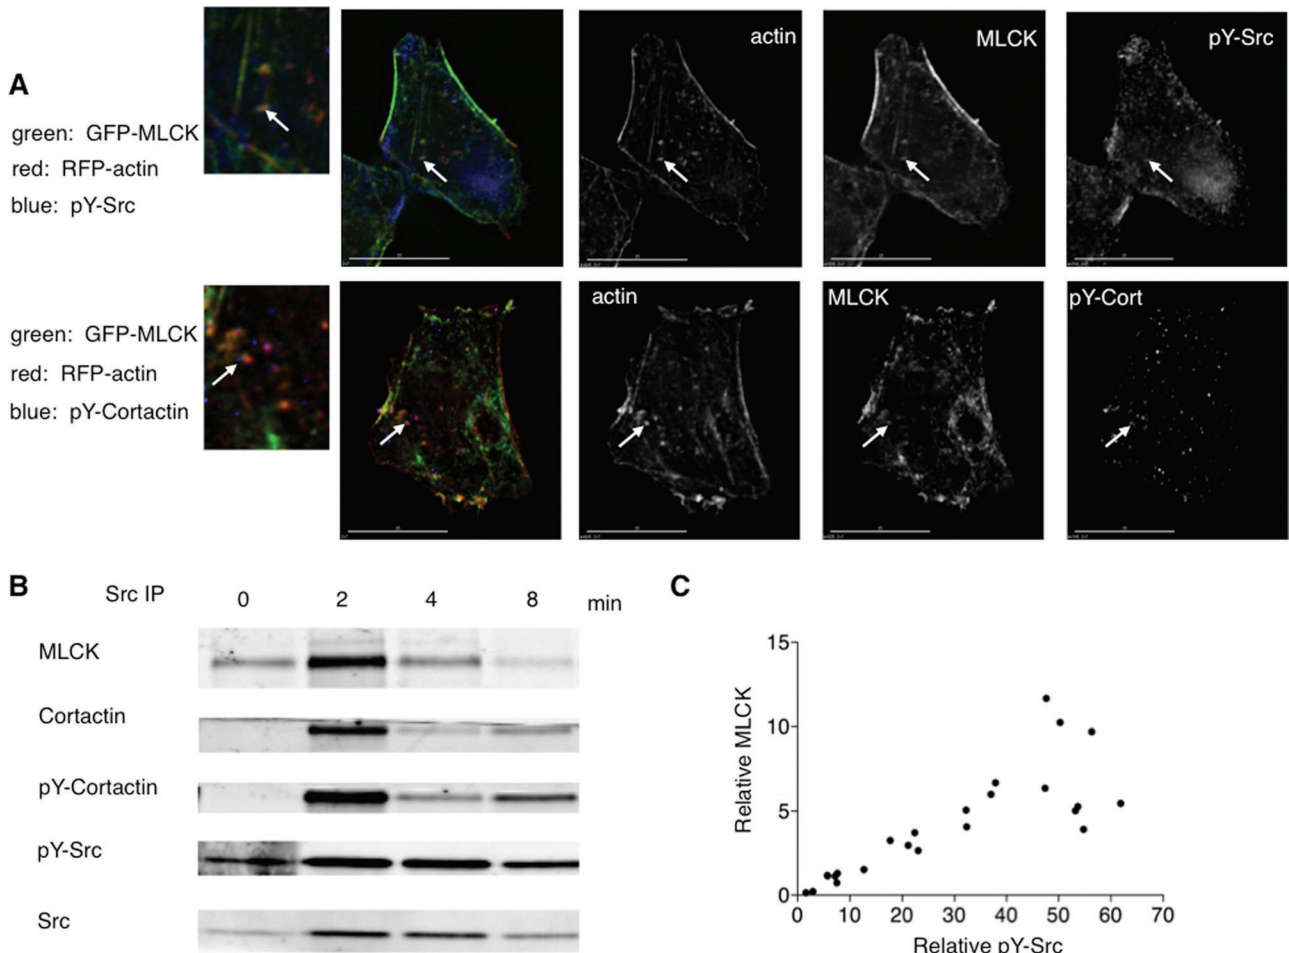 A
green: GFP-MLCK
red: RFP-actin
blue: pY-Src
actin
MLCK
pY-Src
green: GFP-MLCK
red: RFP-actin
blue: pY-Cortactin
actin
MLCK
pY-Cort
B
Src IP
0 2 4 8 min
MLCK
Cortactin
pY-Cortactin
pY-Src
Src
C
Relative MLCK
15
10
5
0
0 10 20 30 40 50 60 70
Relative pY-Src